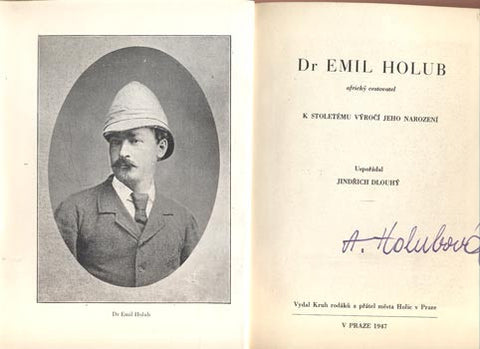 Dr Emil Holub
Dr EMIL HOLUB
africký cestovatel
K STOLETÉMU VÝROČÍ JEHO NAROZENÍ
Uspořádal
JINDŘICH DLOUHÝ
A. Holubová
Vydal Kruh rodáků a přátel města Holic v Praze
V PRAZE 1947